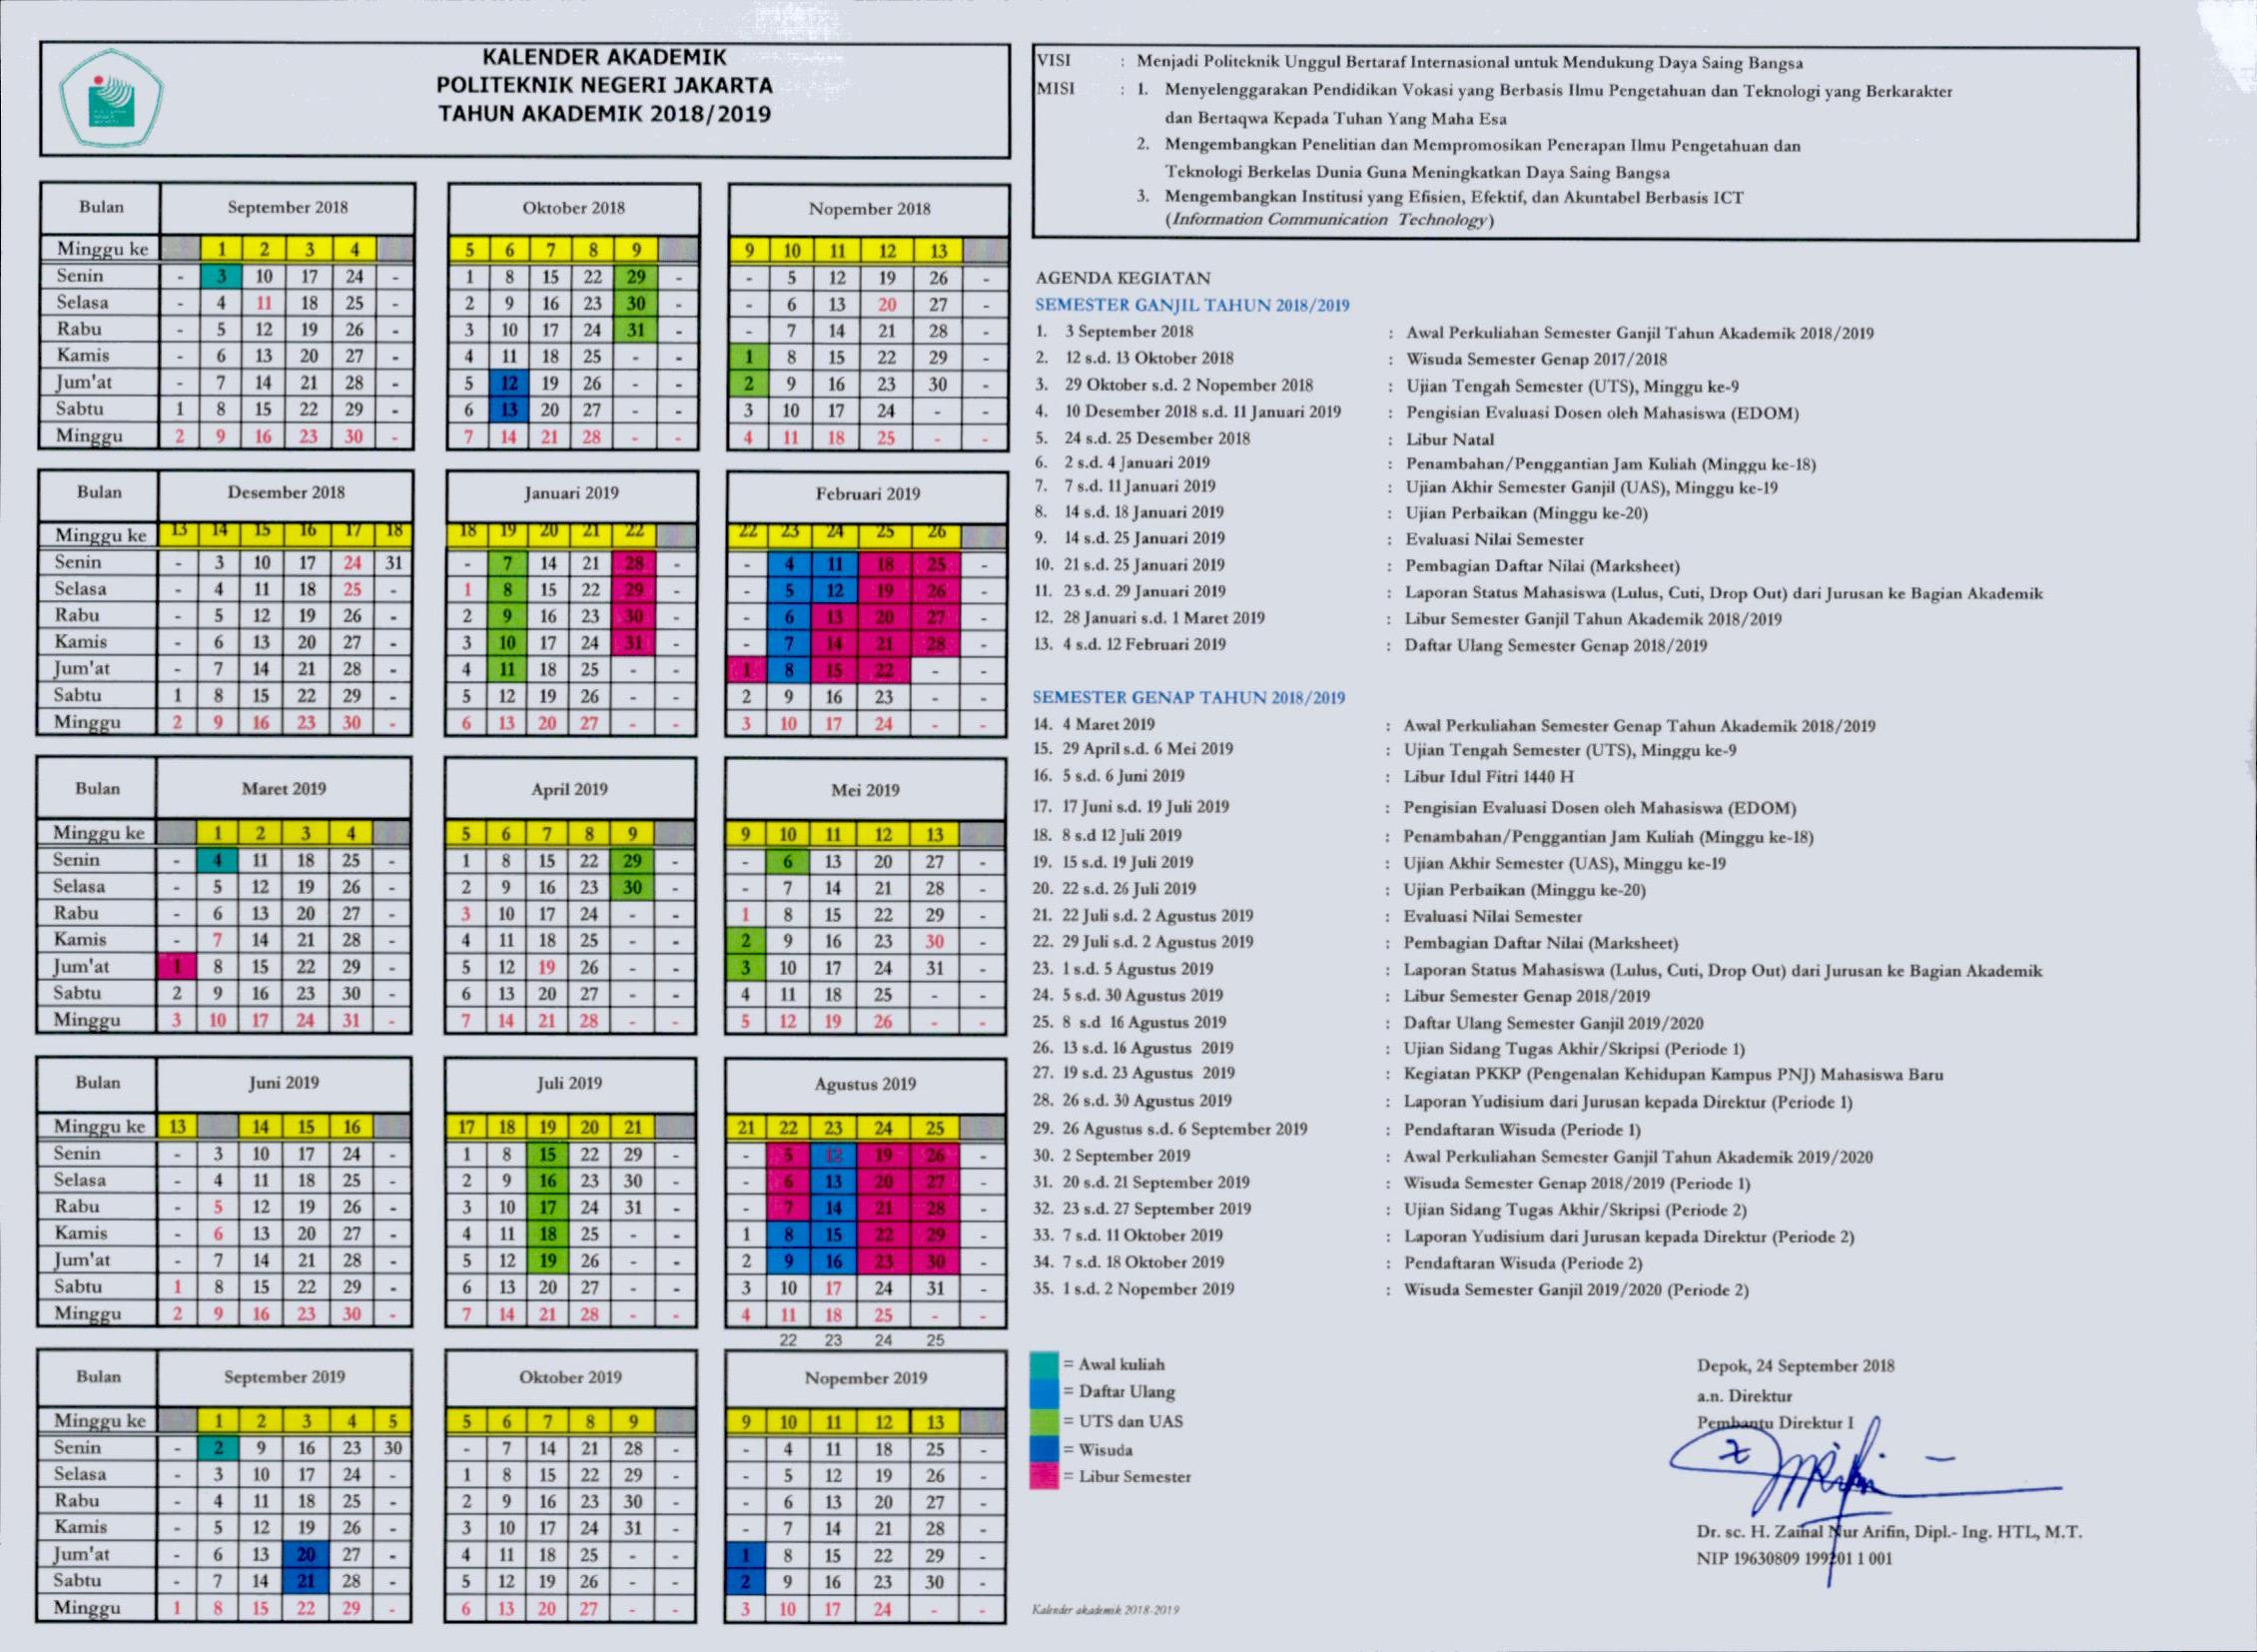 KALENDER AKADEMIK
POLITEKNIK NEGERI JAKARTA
TAHUN AKADEMIK 2018/2019
VISI : Menjadi Politeknik Unggul Bertaraf Internasional untuk Mendukung Daya Saing Bangsa
MISI : 1. Menyelenggarakan Pendidikan Vokasi yang Berbasis Ilmu Pengetahuan dan Teknologi yang Berkarakter
dan Bertaqwa Kepada Tuhan Yang Maha Esa
2. Mengembangkan Penelitian dan Mempromosikan Penerapan Ilmu Pengetahuan dan
Teknologi Berkelas Dunia Guna Meningkatkan Daya Saing Bangsa
3. Mengembangkan Institusi yang Efisien, Efektif, dan Akuntabel Berbasis ICT
(Information Communication Technology)
Bulan September 2018 Oktober 2018 Nopember 2018
Minggu ke 1 2 3 4 5 6 7 8 9 9 10 11 12 13
Senin - 3 10 17 24 - 1 8 15 22 29 - - 5 12 19 26 -
Selasa - 4 11 18 25 - 2 9 16 23 30 - - 6 13 20 27 -
Rabu - 5 12 19 26 - 3 10 17 24 31 - - 7 14 21 28 -
Kamis - 6 13 20 27 - 4 11 18 25 - - 1 8 15 22 29 -
Jum'at - 7 14 21 28 - 5 12 19 26 - - 2 9 16 23 30 -
Sabtu 1 8 15 22 29 - 6 13 20 27 - - 3 10 17 24 - -
Minggu 2 9 16 23 30 - 7 14 21 28 - - 4 11 18 25 - -
Bulan Desember 2018 Januari 2019 Februari 2019
Minggu ke 13 14 15 16 17 18 18 19 20 21 22 22 23 24 25 26
Senin - 3 10 17 24 31 - 7 14 21 28 - - 4 11 18 25 -
Selasa - 4 11 18 25 - 1 8 15 22 29 - - 5 12 19 26 -
Rabu - 5 12 19 26 - 2 9 16 23 30 - - 6 13 20 27 -
Kamis - 6 13 20 27 - 3 10 17 24 31 - - 7 14 21 28 -
Jum'at - 7 14 21 28 - 4 11 18 25 - - 1 8 15 22 - -
Sabtu 1 8 15 22 29 - 5 12 19 26 - - 2 9 16 23 - -
Minggu 2 9 16 23 30 - 6 13 20 27 - - 3 10 17 24 - -
Bulan Maret 2019 April 2019 Mei 2019
Minggu ke 1 2 3 4 5 6 7 8 9 9 10 11 12 13
Senin - 4 11 18 25 - 1 8 15 22 29 - - 6 13 20 27 -
Selasa - 5 12 19 26 - 2 9 16 23 30 - - 7 14 21 28 -
Rabu - 6 13 20 27 - 3 10 17 24 - - 1 8 15 22 29 -
Kamis - 7 14 21 28 - 4 11 18 25 - - 2 9 16 23 30 -
Jum'at 1 8 15 22 29 - 5 12 19 26 - - 3 10 17 24 31 -
Sabtu 2 9 16 23 30 - 6 13 20 27 - - 4 11 18 25 - -
Minggu 3 10 17 24 31 - 7 14 21 28 - - 5 12 19 26 - -
Bulan Juni 2019 Juli 2019 Agustus 2019
Minggu ke 13 14 15 16 17 18 19 20 21 21 22 23 24 25
Senin - 3 10 17 24 - 1 8 15 22 29 - - 5 12 19 26 -
Selasa - 4 11 18 25 - 2 9 16 23 30 - - 6 13 20 27 -
Rabu - 5 12 19 26 - 3 10 17 24 31 - - 7 14 21 28 -
Kamis - 6 13 20 27 - 4 11 18 25 - - 1 8 15 22 29 -
Jum'at - 7 14 21 28 - 5 12 19 26 - - 2 9 16 23 30 -
Sabtu 1 8 15 22 29 - 6 13 20 27 - - 3 10 17 24 31 -
Minggu 2 9 16 23 30 - 7 14 21 28 - - 4 11 18 25 - -
22 23 24 25
Bulan September 2019 Oktober 2019 Nopember 2019
Minggu ke 1 2 3 4 5 5 6 7 8 9 9 10 11 12 13
Senin - 2 9 16 23 30 - 7 14 21 28 - - 4 11 18 25 -
Selasa - 3 10 17 24 - 1 8 15 22 29 - - 5 12 19 26 -
Rabu - 4 11 18 25 - 2 9 16 23 30 - - 6 13 20 27 -
Kamis - 5 12 19 26 - 3 10 17 24 31 - - 7 14 21 28 -
Jum'at - 6 13 20 27 - 4 11 18 25 - - 1 8 15 22 29 -
Sabtu - 7 14 21 28 - 5 12 19 26 - - 2 9 16 23 30 -
Minggu 1 8 15 22 29 - 6 13 20 27 - - 3 10 17 24 - -
AGENDA KEGIATAN
SEMESTER GANJIL TAHUN 2018/2019
1. 3 September 2018 : Awal Perkuliahan Semester Ganjil Tahun Akademik 2018/2019
2. 12 s.d. 13 Oktober 2018 : Wisuda Semester Genap 2017/2018
3. 29 Oktober s.d. 2 Nopember 2018 : Ujian Tengah Semester (UTS), Minggu ke-9
4. 10 Desember 2018 s.d. 11 Januari 2019 : Pengisian Evaluasi Dosen oleh Mahasiswa (EDOM)
5. 24 s.d. 25 Desember 2018 : Libur Natal
6. 2 s.d. 4 Januari 2019 : Penambahan/Penggantian Jam Kuliah (Minggu ke-18)
7. 7 s.d. 11 Januari 2019 : Ujian Akhir Semester Ganjil (UAS), Minggu ke-19
8. 14 s.d. 18 Januari 2019 : Ujian Perbaikan (Minggu ke-20)
9. 14 s.d. 25 Januari 2019 : Evaluasi Nilai Semester
10. 21 s.d. 25 Januari 2019 : Pembagian Daftar Nilai (Marksheet)
11. 23 s.d. 29 Januari 2019 : Laporan Status Mahasiswa (Lulus, Cuti, Drop Out) dari Jurusan ke Bagian Akademik
12. 28 Januari s.d. 1 Maret 2019 : Libur Semester Ganjil Tahun Akademik 2018/2019
13. 4 s.d. 12 Februari 2019 : Daftar Ulang Semester Genap 2018/2019
SEMESTER GENAP TAHUN 2018/2019
14. 4 Maret 2019 : Awal Perkuliahan Semester Genap Tahun Akademik 2018/2019
15. 29 April s.d. 6 Mei 2019 : Ujian Tengah Semester (UTS), Minggu ke-9
16. 5 s.d. 6 Juni 2019 : Libur Idul Fitri 1440 H
17. 17 Juni s.d. 19 Juli 2019 : Pengisian Evaluasi Dosen oleh Mahasiswa (EDOM)
18. 8 s.d 12 Juli 2019 : Penambahan/Penggantian Jam Kuliah (Minggu ke-18)
19. 15 s.d. 19 Juli 2019 : Ujian Akhir Semester (UAS), Minggu ke-19
20. 22 s.d. 26 Juli 2019 : Ujian Perbaikan (Minggu ke-20)
21. 22 Juli s.d. 2 Agustus 2019 : Evaluasi Nilai Semester
22. 29 Juli s.d. 2 Agustus 2019 : Pembagian Daftar Nilai (Marksheet)
23. 1 s.d. 5 Agustus 2019 : Laporan Status Mahasiswa (Lulus, Cuti, Drop Out) dari Jurusan ke Bagian Akademik
24. 5 s.d. 30 Agustus 2019 : Libur Semester Genap 2018/2019
25. 8 s.d 16 Agustus 2019 : Daftar Ulang Semester Ganjil 2019/2020
26. 13 s.d. 16 Agustus 2019 : Ujian Sidang Tugas Akhir/Skripsi (Periode 1)
27. 19 s.d. 23 Agustus 2019 : Kegiatan PKKP (Pengenalan Kehidupan Kampus PNJ) Mahasiswa Baru
28. 26 s.d. 30 Agustus 2019 : Laporan Yudisium dari Jurusan kepada Direktur (Periode 1)
29. 26 Agustus s.d. 6 September 2019 : Pendaftaran Wisuda (Periode 1)
30. 2 September 2019 : Awal Perkuliahan Semester Ganjil Tahun Akademik 2019/2020
31. 20 s.d. 21 September 2019 : Wisuda Semester Genap 2018/2019 (Periode 1)
32. 23 s.d. 27 September 2019 : Ujian Sidang Tugas Akhir/Skripsi (Periode 2)
33. 7 s.d. 11 Oktober 2019 : Laporan Yudisium dari Jurusan kepada Direktur (Periode 2)
34. 7 s.d. 18 Oktober 2019 : Pendaftaran Wisuda (Periode 2)
35. 1 s.d. 2 Nopember 2019 : Wisuda Semester Ganjil 2019/2020 (Periode 2)
= Awal kuliah
= Daftar Ulang
= UTS dan UAS
= Wisuda
= Libur Semester
Depok, 24 September 2018
a.n. Direktur
Pembantu Direktur I
Dr. sc. H. Zainal Nur Arifin, Dipl.- Ing. HTL, M.T.
NIP 19630809 199201 1 001
Kalender akademik 2018-2019